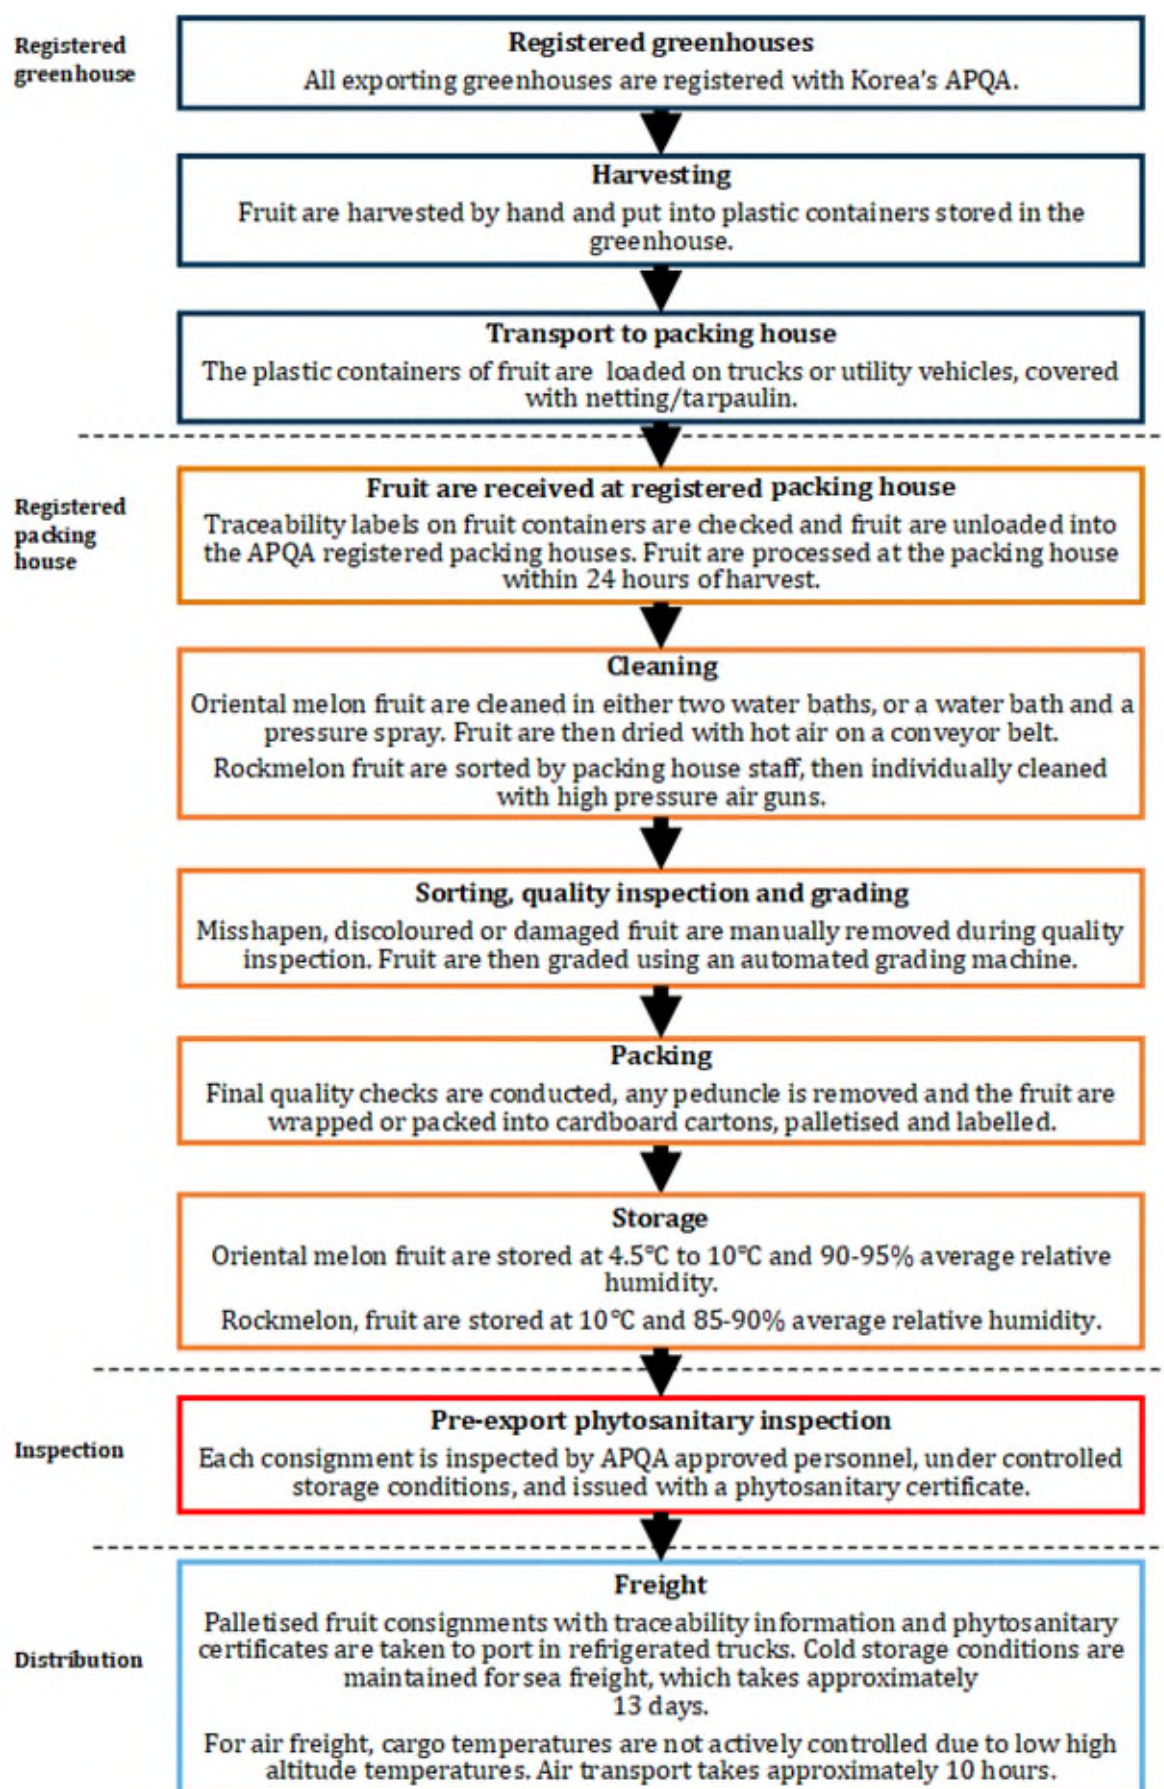 Registered
greenhouse
Registered greenhouses
All exporting greenhouses are registered with Korea's APQA.
Harvesting
Fruit are harvested by hand and put into plastic containers stored in the
greenhouse.
Transport to packing house
The plastic containers of fruit are loaded on trucks or utility vehicles, covered
with netting/tarpaulin.
Registered
packing
house
Fruit are received at registered packing house
Traceability labels on fruit containers are checked and fruit are unloaded into
the APQA registered packing houses. Fruit are processed at the packing house
within 24 hours of harvest.
Cleaning
Oriental melon fruit are cleaned in either two water baths, or a water bath and a
pressure spray. Fruit are then dried with hot air on a conveyor belt.
Rockmelon fruit are sorted by packing house staff, then individually cleaned
with high pressure air guns.
Sorting, quality inspection and grading
Misshapen, discoloured or damaged fruit are manually removed during quality
inspection. Fruit are then graded using an automated grading machine.
Packing
Final quality checks are conducted, any peduncle is removed and the fruit are
wrapped or packed into cardboard cartons, palletised and labelled.
Storage
Oriental melon fruit are stored at 4.5°C to 10°C and 90-95% average relative
humidity.
Rockmelon, fruit are stored at 10°C and 85-90% average relative humidity.
Inspection
Pre-export phytosanitary inspection
Each consignment is inspected by APQA approved personnel, under controlled
storage conditions, and issued with a phytosanitary certificate.
Distribution
Freight
Palletised fruit consignments with traceability information and phytosanitary
certificates are taken to port in refrigerated trucks. Cold storage conditions are
maintained for sea freight, which takes approximately
13 days.
For air freight, cargo temperatures are not actively controlled due to low high
altitude temperatures. Air transport takes approximately 10 hours.